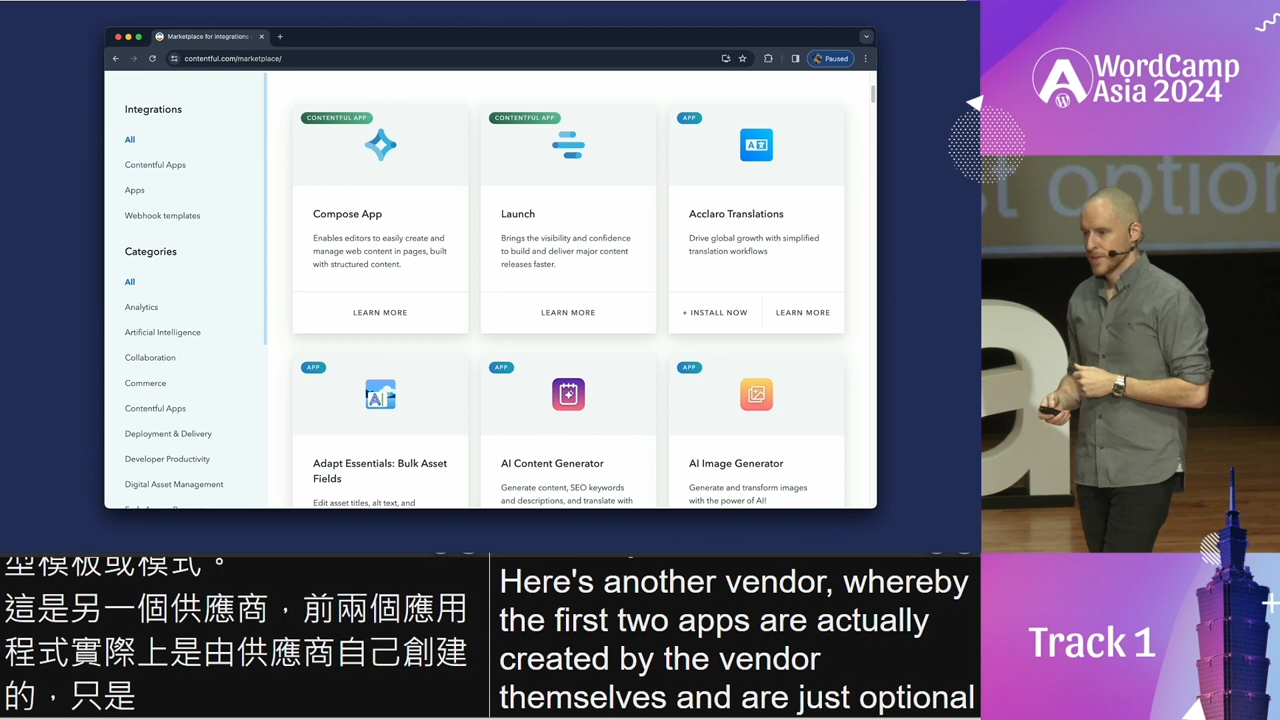 Marketplace for Integrations
contentful.com/marketplace/
Paused
Integrations
All
Contentful Apps
Apps
Webhook templates
Categories
All
Analytics
Artificial Intelligence
Collaboration
Commerce
Contentful Apps
Deployment & Delivery
Developer Productivity
Digital Asset Management
CONTENTFUL APP
Compose App
Enables editors to easily create and
manage web content in pages, built
with structured content.
LEARN MORE
CONTENTFUL APP
Launch
Brings the visibility and confidence
to build and deliver major content
releases faster.
LEARN MORE
APP
Acclaro Translations
Drive global growth with simplified
translation workflows
+ INSTALL NOW
LEARN MORE
APP
AI
Adapt Essentials: Bulk Asset
Fields
Edit asset titles, alt text, and
APP
AI Content Generator
Generate content, SEO keywords
and descriptions, and translate with
APP
AI Image Generator
Generate and transform images
with the power of AI!
WordCamp
Asia 2024
st option
a
Track 1
型模板或模式。
這是另一個供應商，前兩個應用
程式實際上是由供應商自己創建
的，只是
Here's another vendor, whereby
the first two apps are actually
created by the vendor
themselves and are just optional